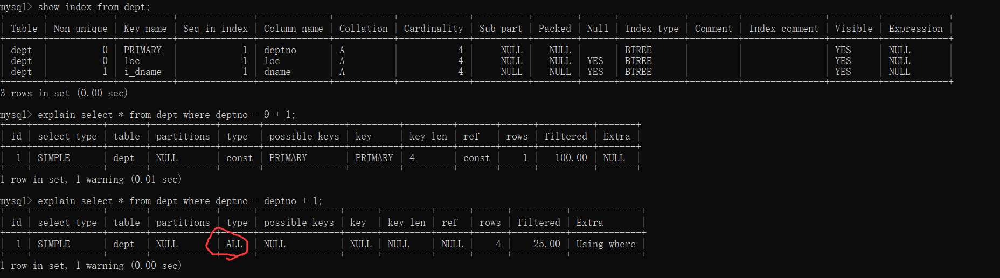 mysql> show index from dept;
| Table | Non_unique | Key_name | Seq_in_index | Column_name | Collation | Cardinality | Sub_part | Packed | Null | Index_type | Comment | Index_comment | Visible | Expression |
| dept | 0 | PRIMARY | 1 | deptno | A | 4 | NULL | NULL | | BTREE | | | YES | NULL |
| dept | 0 | loc | 1 | loc | A | 4 | NULL | NULL | YES | BTREE | | | YES | NULL |
| dept | 1 | i_dname | 1 | dname | A | 4 | NULL | NULL | YES | BTREE | | | YES | NULL |
3 rows in set (0.00 sec)
mysql> explain select * from dept where deptno = 9 + 1;
| id | select_type | table | partitions | type | possible_keys | key | key_len | ref | rows | filtered | Extra |
| 1 | SIMPLE | dept | NULL | const | PRIMARY | PRIMARY | 4 | const | 1 | 100.00 | NULL |
1 row in set, 1 warning (0.01 sec)
mysql> explain select * from dept where deptno = deptno + 1;
| id | select_type | table | partitions | type | possible_keys | key | key_len | ref | rows | filtered | Extra |
| 1 | SIMPLE | dept | NULL | ALL | NULL | NULL | NULL | NULL | 4 | 25.00 | Using where |
1 row in set, 1 warning (0.00 sec)